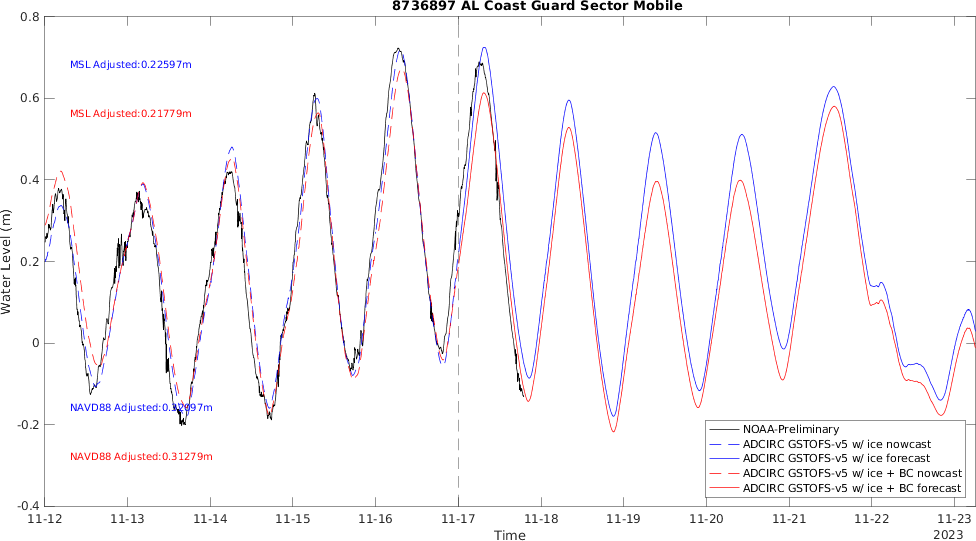 8736897 AL Coast Guard Sector Mobile
0.8
0.6
0.4
0.2
0
-0.2
-0.4
Water Level (m)
MSL Adjusted:0.22597m
MSL Adjusted:0.21779m
NAVD88 Adjusted:0.32097m
NAVD88 Adjusted:0.31279m
NOAA-Preliminary
ADCIRC GSTOFS-v5 w/ ice nowcast
ADCIRC GSTOFS-v5 w/ ice forecast
ADCIRC GSTOFS-v5 w/ ice + BC nowcast
ADCIRC GSTOFS-v5 w/ ice + BC forecast
11-12 11-13 11-14 11-15 11-16 11-17 11-18 11-19 11-20 11-21 11-22 11-23
Time
2023